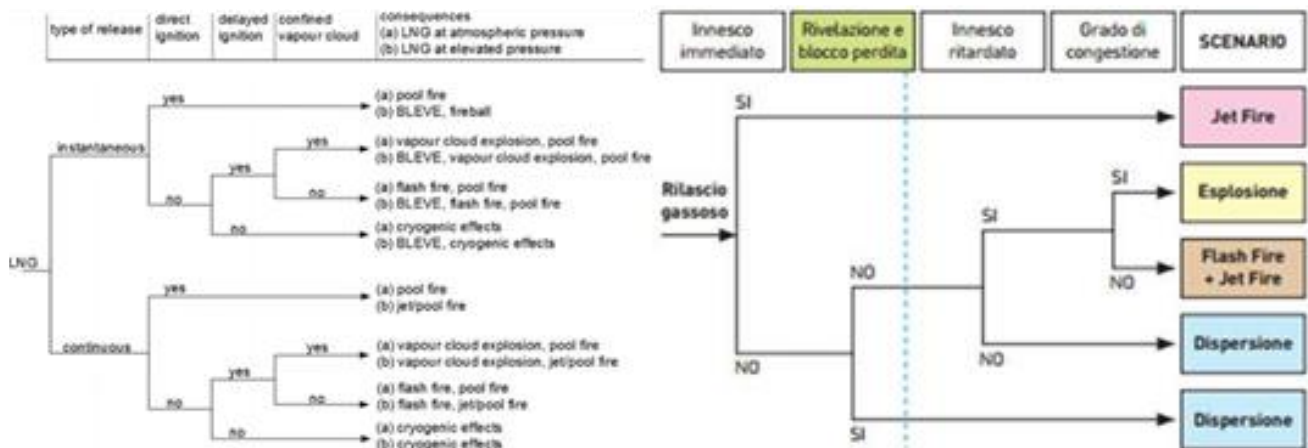 type of release
direct
ignition
delayed
ignition
confined
vapour cloud
consequences
(a) LNG at atmospheric pressure
(b) LNG at elevated pressure
LNG
instantaneous
yes
(a) pool fire
(b) BLEVE, fireball
no
yes
yes
(a) vapour cloud explosion, pool fire
(b) BLEVE, vapour cloud explosion, pool fire
no
(a) flash fire, pool fire
(b) BLEVE, flash fire, pool fire
no
(a) cryogenic effects
(b) BLEVE, cryogenic effects
continuous
yes
(a) pool fire
(b) jet/pool fire
no
yes
yes
(a) vapour cloud explosion, pool fire
(b) vapour cloud explosion, jet/pool fire
no
(a) flash fire, pool fire
(b) flash fire, jet/pool fire
no
(a) cryogenic effects
(b) cryogenic effects
Innesco
immediato
Rivelazione e
blocco perdita
Innesco
ritardato
Grado di
congestione
SCENARIO
Rilascio
gassoso
SI
Jet Fire
NO
NO
SI
SI
Esplosione
NO
Flash Fire
+ Jet Fire
NO
Dispersione
SI
Dispersione